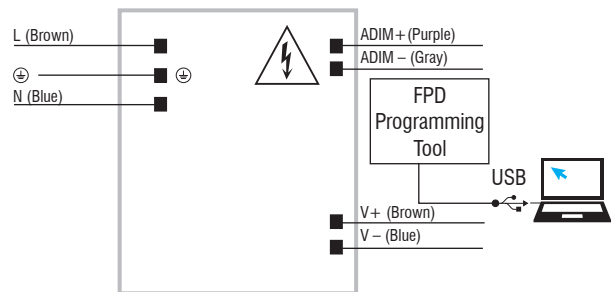 L (Brown)
N (Blue)
ADIM+ (Purple)
ADIM – (Gray)
FPD
Programming
Tool
USB
V+ (Brown)
V – (Blue)